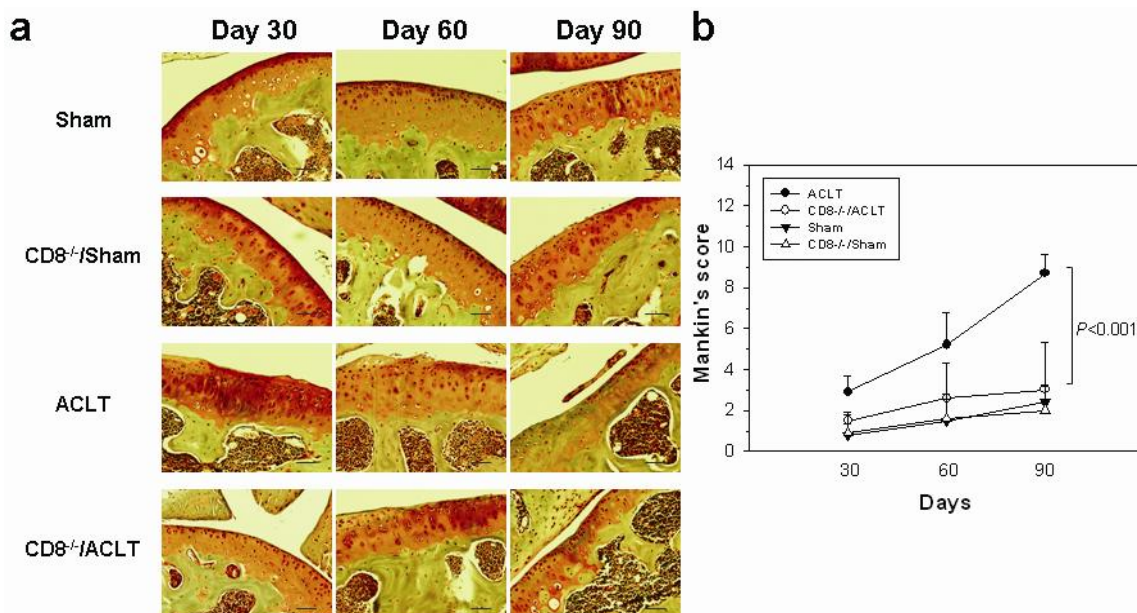 a
Day 30 Day 60 Day 90
Sham
CD8-/-/Sham
ACLT
CD8-/-/ACLT
b
Mankin's score
14
12
10
8
6
4
2
0
ACLT
CD8-/-/ACLT
Sham
CD8-/-/Sham
P<0.001
30 60 90
Days